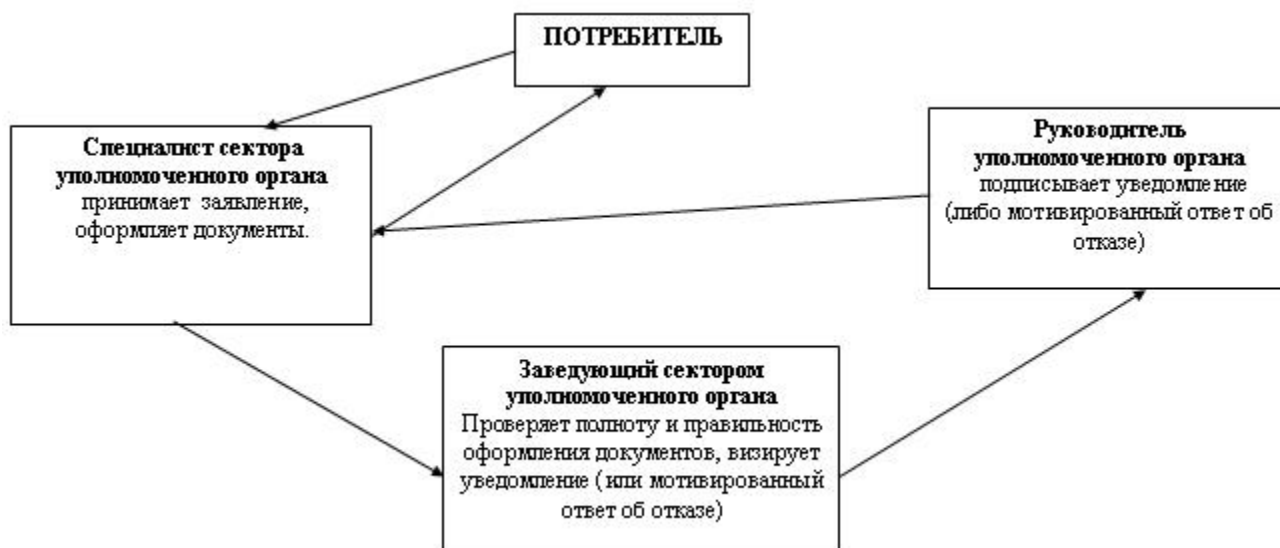 ПОТРЕБИТЕЛЬ
Специалист сектора
уполномоченного органа
принимает заявление,
оформляет документы.
Руководитель
уполномоченного органа
подписывает уведомление
(либо мотивированный ответ об
отказе)
Заведующий сектором
уполномоченного органа
Проверяет полноту и правильность
оформления документов, визирует
уведомление (или мотивированный
ответ об отказе)